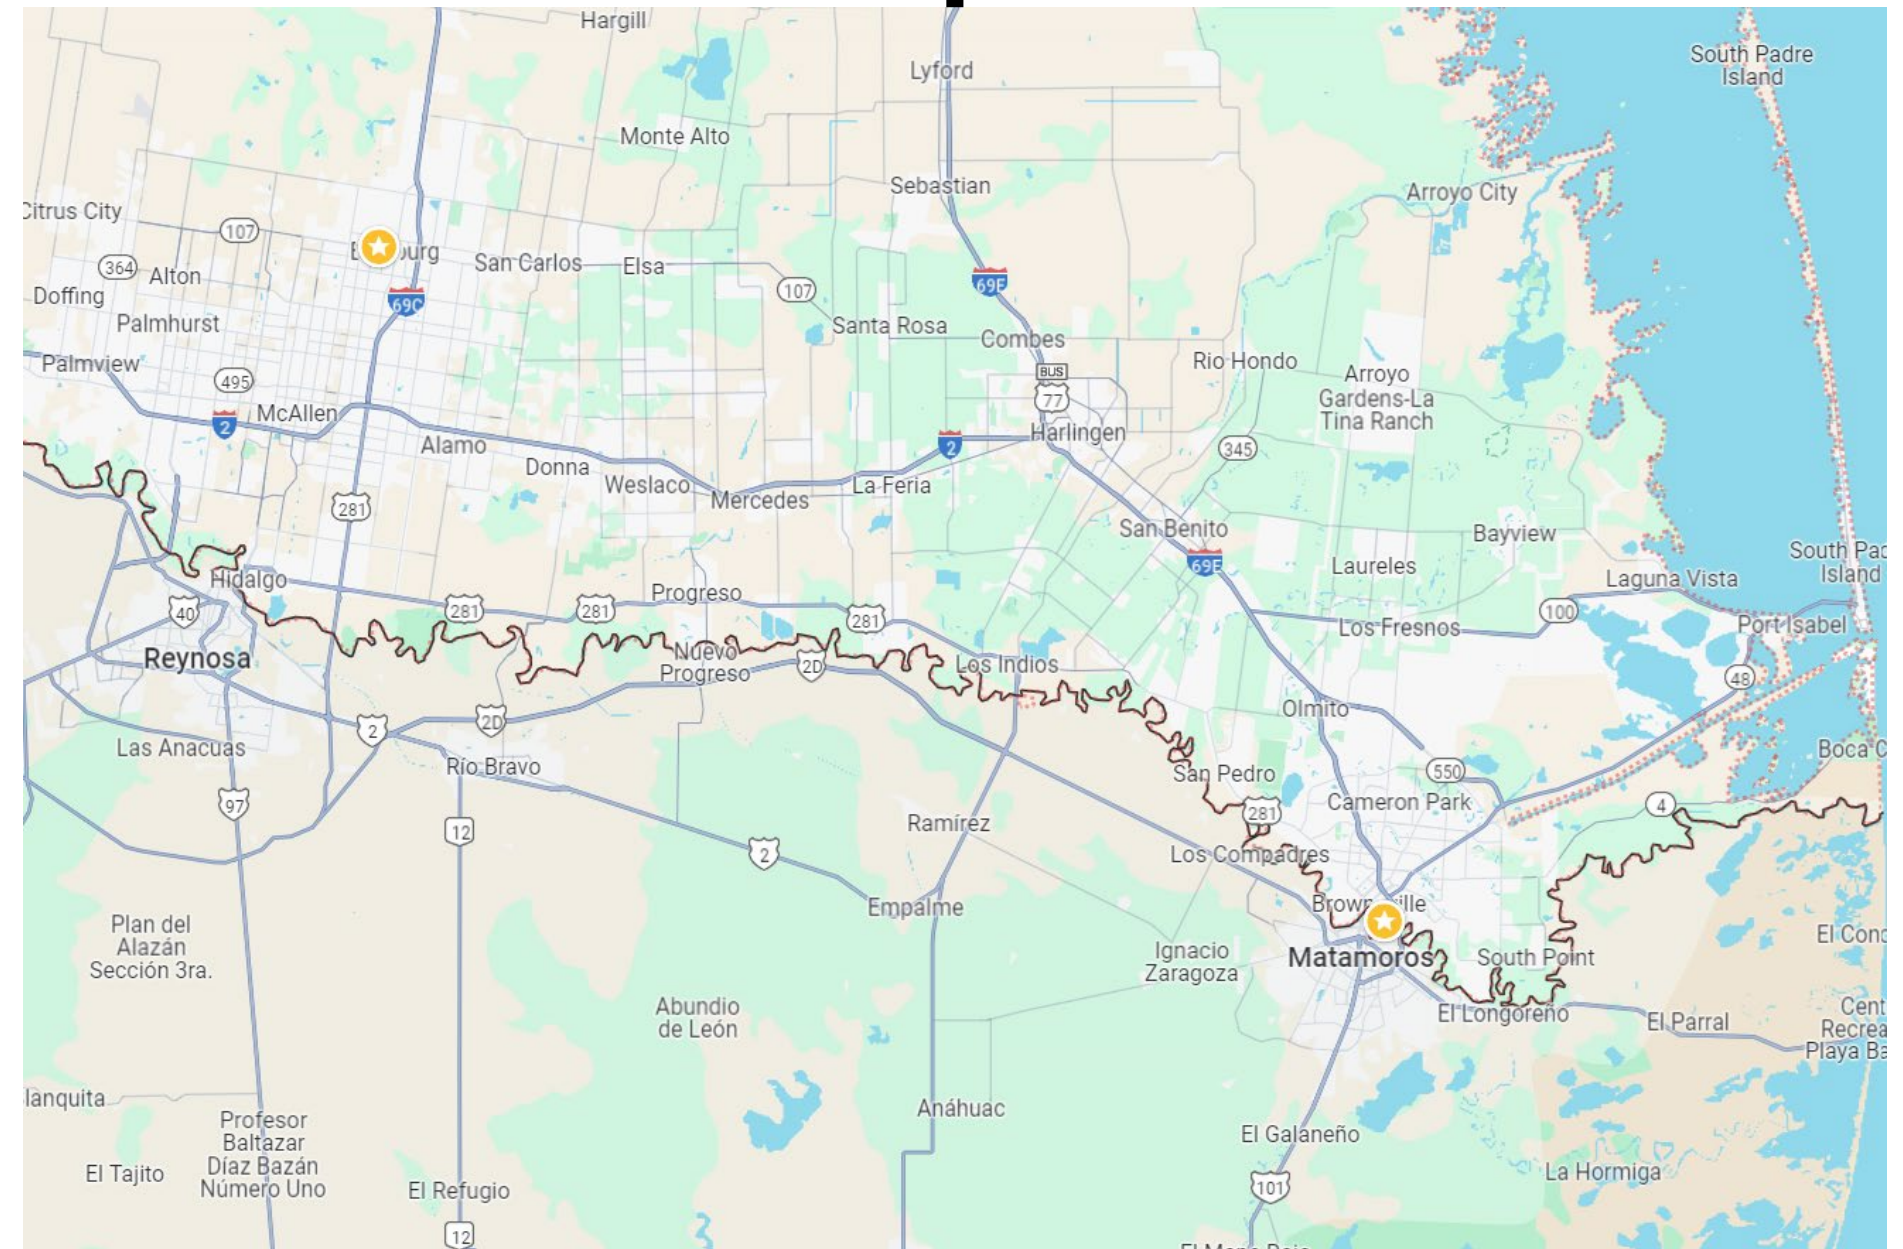 Hargill
South Padre
Island
Lyford
Monte Alto
Sebastian
Arroyo City
Citrus City
107
San Carlos
Elsa
364
Alton
107
69E
Doffing
69C
Palmhurst
Santa Rosa
Combes
Palmview
Rio Hondo
BUS
77
Arroyo
Gardens-La
Tina Ranch
495
McAllen
2
Alamo
2
Harlingen
345
Donna
Weslaco
Mercedes
La Feria
281
San Benito
Bayview
South Pad
Island
69E
Laureles
Hidalgo
Laguna Vista
Progreso
40
281
281
281
100
Los Fresnos
Port Isabel
Reynosa
Nuevo
Progreso
2D
Los Indios
48
2D
2
Olmito
Las Anacuas
Boca C
Río Bravo
San Pedro
550
97
281
Cameron Park
4
12
Ramírez
2
Los Compadres
Empalme
Plan del
Alazán
Sección 3ra.
El Cond
Ignacio
Zaragoza
Matamoros
South Point
Abundio
de León
El Longoreño
El Parral
Cent
Recrea
Playa Ba
lanquita
Anáhuac
Profesor
Baltazar
Díaz Bazán
Número Uno
El Galaneño
El Tajito
El Refugio
La Hormiga
101
12